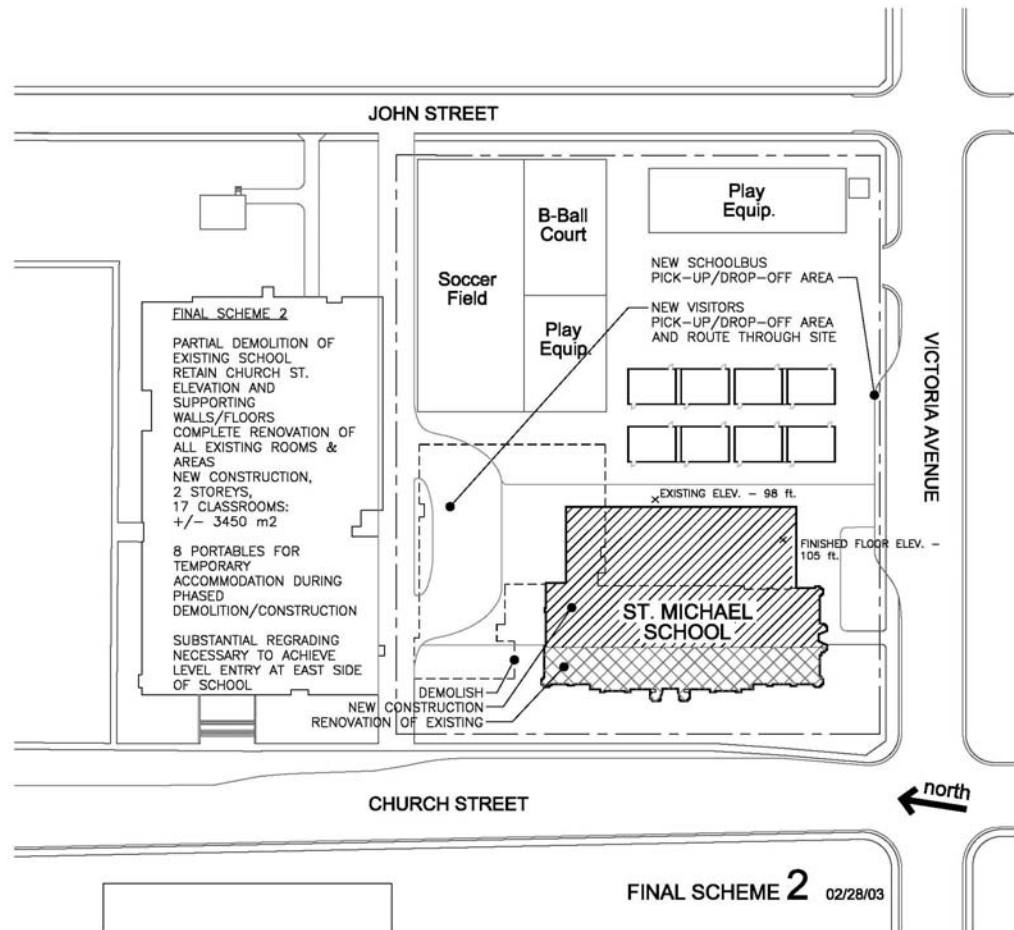 JOHN STREET
FINAL SCHEME 2
PARTIAL DEMOLITION OF
EXISTING SCHOOL
RETAIN CHURCH ST.
ELEVATION AND
SUPPORTING
WALLS/FLOORS
COMPLETE RENOVATION OF
ALL EXISTING ROOMS &
AREAS
NEW CONSTRUCTION,
2 STOREYS,
17 CLASSROOMS:
+/- 3450 m2
8 PORTABLES FOR
TEMPORARY
ACCOMMODATION DURING
PHASED
DEMOLITION/CONSTRUCTION
SUBSTANTIAL REGRADING
NECESSARY TO ACHIEVE
LEVEL ENTRY AT EAST SIDE
OF SCHOOL
Soccer
Field
B-Ball
Court
Play
Equip.
Play
Equip.
NEW SCHOOLBUS
PICK-UP/DROP-OFF AREA
NEW VISITORS
PICK-UP/DROP-OFF AREA
AND ROUTE THROUGH SITE
VICTORIA AVENUE
EXISTING ELEV. - 98 ft.
FINISHED FLOOR ELEV. -
105 ft.
ST. MICHAEL
SCHOOL
DEMOLISH
NEW CONSTRUCTION
RENOVATION OF EXISTING
CHURCH STREET
north
FINAL SCHEME 2 02/28/03